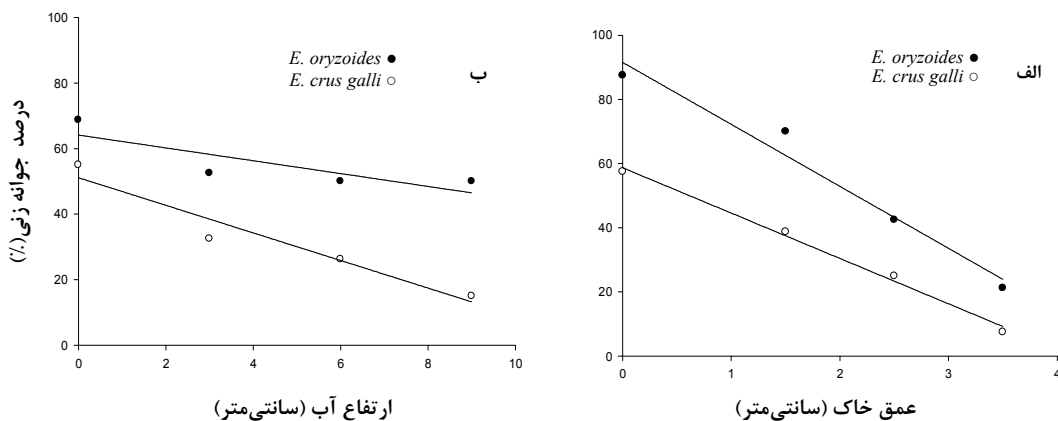 100
80
60
40
20
0
0 2 4 6 8 10
E. oryzoides ●
E. crus galli ○
ب
درصد جوانه زنی(٪)
ارتفاع آب (سانتی‌متر)
100
80
60
40
20
0
0 1 2 3 4
E. oryzoides ●
E. crus galli ○
الف
عمق خاک (سانتی‌متر)